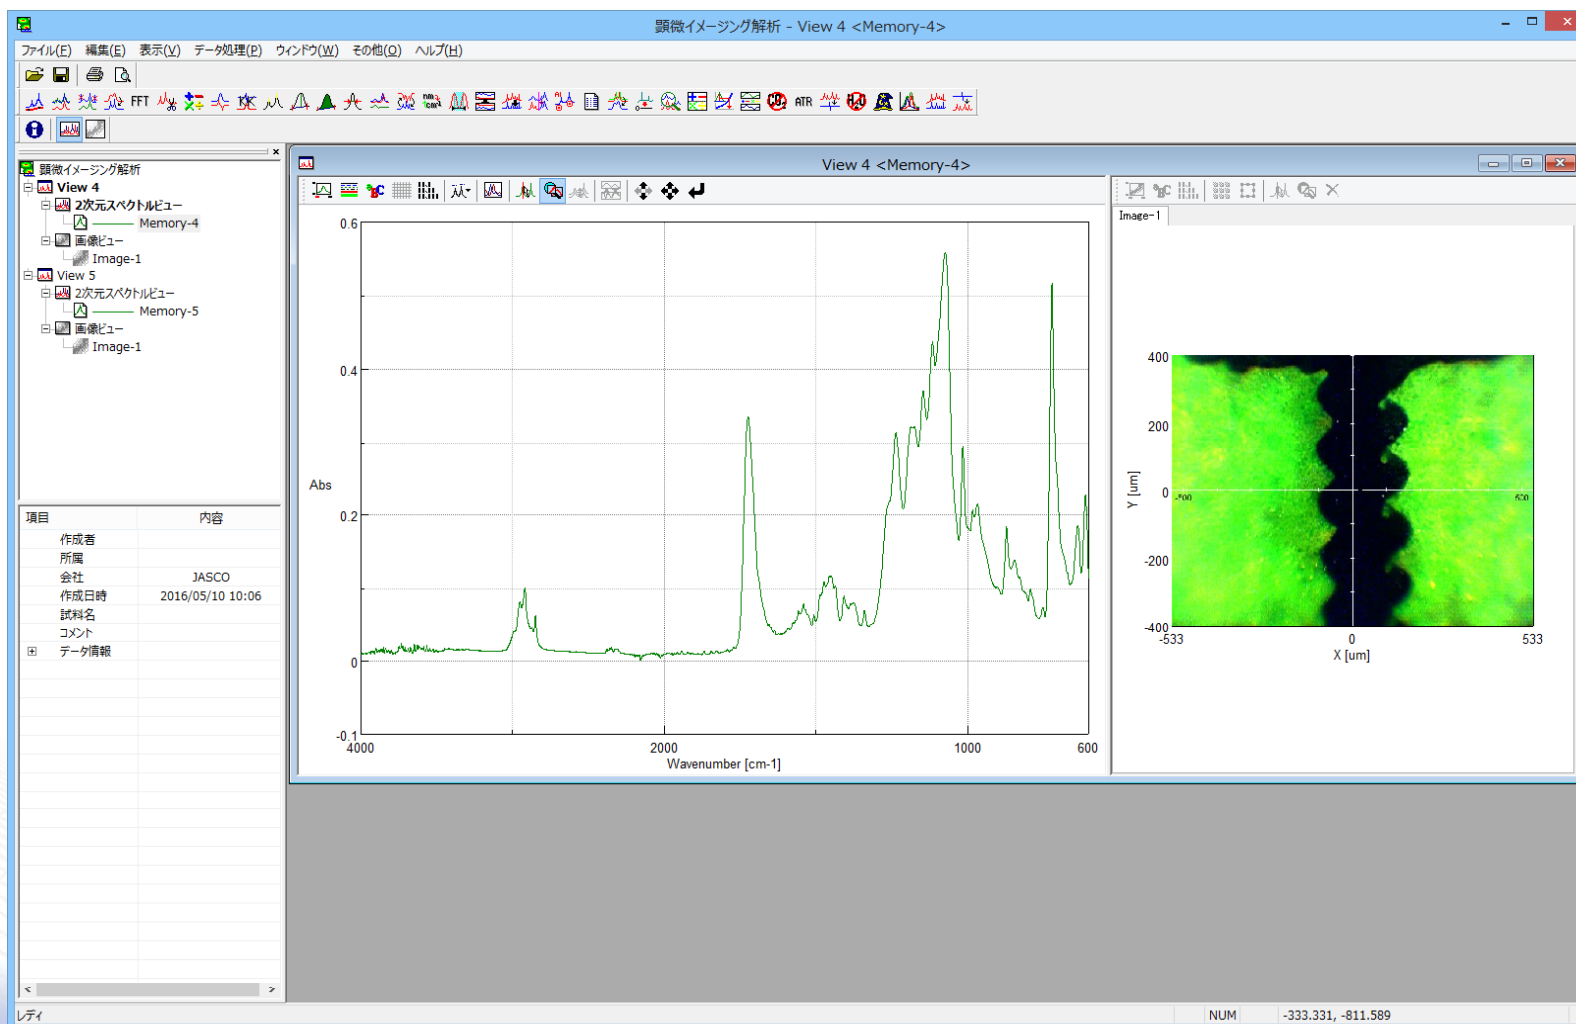 顕微イメージング解析 - View 4 <Memory-4>
ファイル(F) 編集(E) 表示(V) データ処理(P) ウィンドウ(W) その他(O) ヘルプ(H)
FFT
nm
cm-1
CO2
ATR
H2O
顕微イメージング解析
View 4
2次元スペクトルビュー
Memory-4
画像ビュー
Image-1
View 5
2次元スペクトルビュー
Memory-5
画像ビュー
Image-1
項目 内容
作成者
所属
会社 JASCO
作成日時 2016/05/10 10:06
試料名
コメント
データ情報
View 4 <Memory-4>
0.6
0.4
Abs
0.2
0
-0.1
4000 2000 1000 600
Wavenumber [cm-1]
Image-1
400
200
Y [um]
0
-500 500
-200
-400
-533 0 533
X [um]
レディ NUM -333.331, -811.589